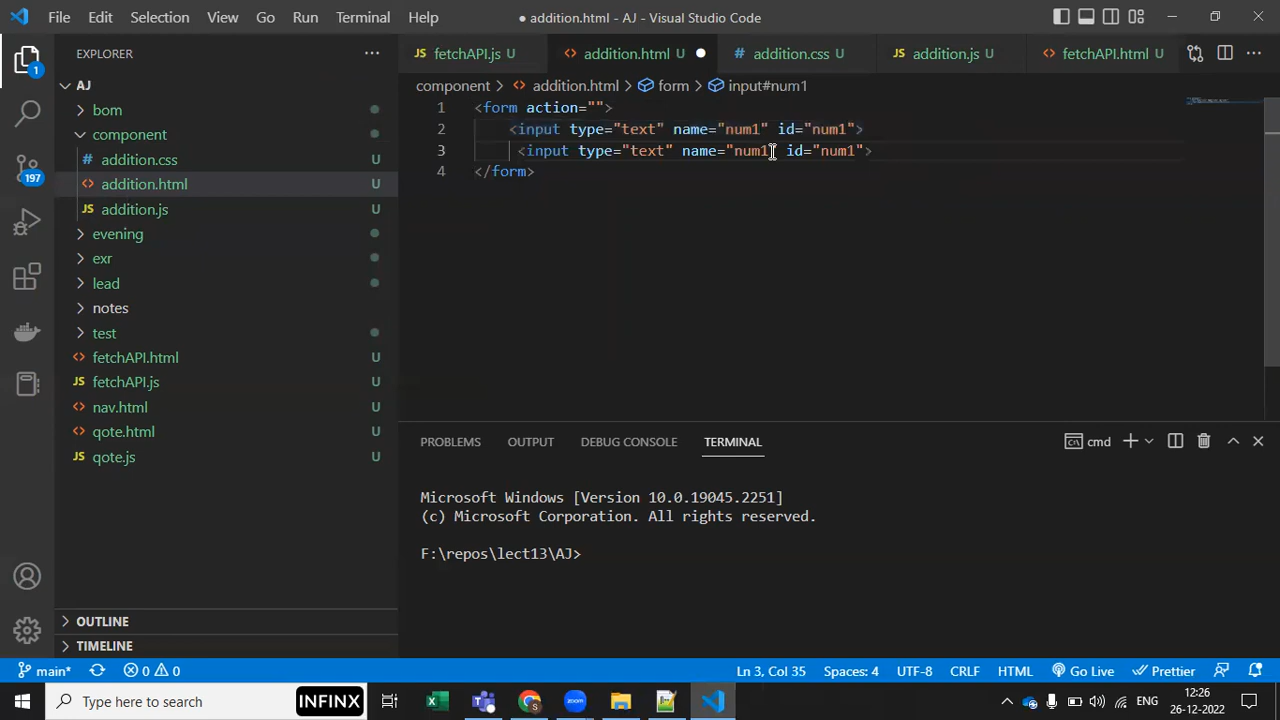 File Edit Selection View Go Run Terminal Help
● addition.html - AJ - Visual Studio Code
EXPLORER
AJ
bom
component
# addition.css U
<> addition.html U
JS addition.js U
evening
exr
lead
notes
test
<> fetchAPI.html U
JS fetchAPI.js U
<> nav.html U
<> qote.html U
JS qote.js U
OUTLINE
TIMELINE
1
197
JS fetchAPI.js U
<> addition.html U ●
# addition.css U
JS addition.js U
<> fetchAPI.html U
component > <> addition.html > form > input#num1
1 <form action="">
2 <input type="text" name="num1" id="num1">
3 <input type="text" name="num1" id="num1">
4 </form>
PROBLEMS OUTPUT DEBUG CONSOLE TERMINAL
cmd
Microsoft Windows [Version 10.0.19045.2251]
(c) Microsoft Corporation. All rights reserved.
F:\repos\lect13\AJ>
main* 0 0 Ln 3, Col 35 Spaces: 4 UTF-8 CRLF HTML Go Live Prettier
Type here to search INFINX
ENG
12:26
26-12-2022